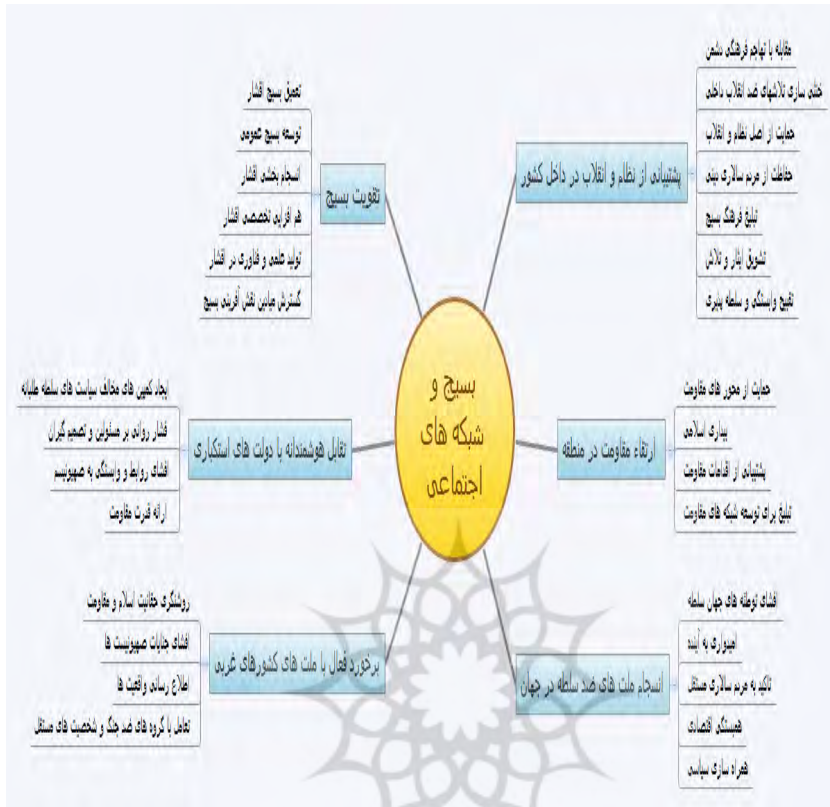 بسیج و
شبکه های
اجتماعی
پشتیبانی از نظام و انقلاب در داخل کشور
مقابله با تهاجم فرهنگی دشمن
خنثی سازی تلاشهای ضد انقلاب داخلی
حمایت از اصل نظام و انقلاب
حفاظت از مردم سالاری دینی
تبلیغ فرهنگ بسیج
تشویق ایثار و تلاش
تقبیح وابستگی و سلطه پذیری
ارتقاء مقاومت در منطقه
حمایت از محور های مقاومت
بیداری اسلامی
پشتیبانی از اقدامات مقاومت
تبلیغ برای توسعه شبکه های مقاومت
انسجام ملت های ضد سلطه در جهان
افشای توطئه های جهان سلطه
امیدواری به آینده
تاکید به مردم سالاری مستقل
همبستگی اقتصادی
همراه سازی سیاسی
تقویت بسیج
تعمیق بسیج اقشار
توسعه بسیج عمومی
انسجام بخشی اقشار
هم افزایی تخصصی اقشار
تولید علمی و فناوری در اقشار
گسترش میادین نقش آفرینی بسیج
تقابل هوشمندانه با دولت های استکباری
ایجاد کمپین های مخالف سیاست های سلطه طلبانه
فشار روانی بر مسئولین و تصمیم گیران
افشای روابط و وابستگی به صهیونیسم
ارائه قدرت مقاومت
برخورد فعال با ملت های کشورهای غربی
روشنگری حقانیت اسلام و مقاومت
افشای جنایات صهیونیست ها
اطلاع رسانی واقعیت ها
تعامل با گروه های ضد جنگ و شخصیت های مستقل